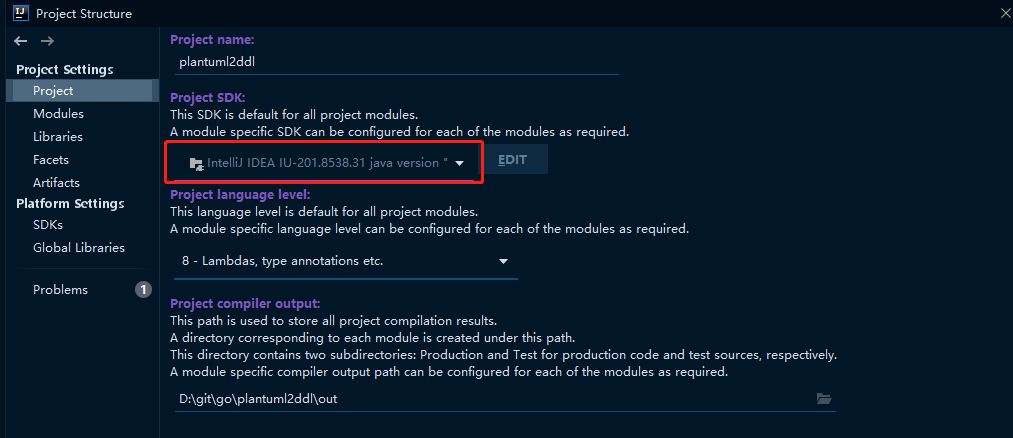 IJ
Project Structure
Project Settings
Project
Modules
Libraries
Facets
Artifacts
Platform Settings
SDKs
Global Libraries
Problems
1
Project name:
plantuml2ddl
Project SDK:
This SDK is default for all project modules.
A module specific SDK can be configured for each of the modules as required.
IntelliJ IDEA IU-201.8538.31 java version "
EDIT
Project language level:
This language level is default for all project modules.
A module specific language level can be configured for each of the modules as required.
8 - Lambdas, type annotations etc.
Project compiler output:
This path is used to store all project compilation results.
A directory corresponding to each module is created under this path.
This directory contains two subdirectories: Production and Test for production code and test sources, respectively.
A module specific compiler output path can be configured for each of the modules as required.
D:\git\go\plantuml2ddl\out